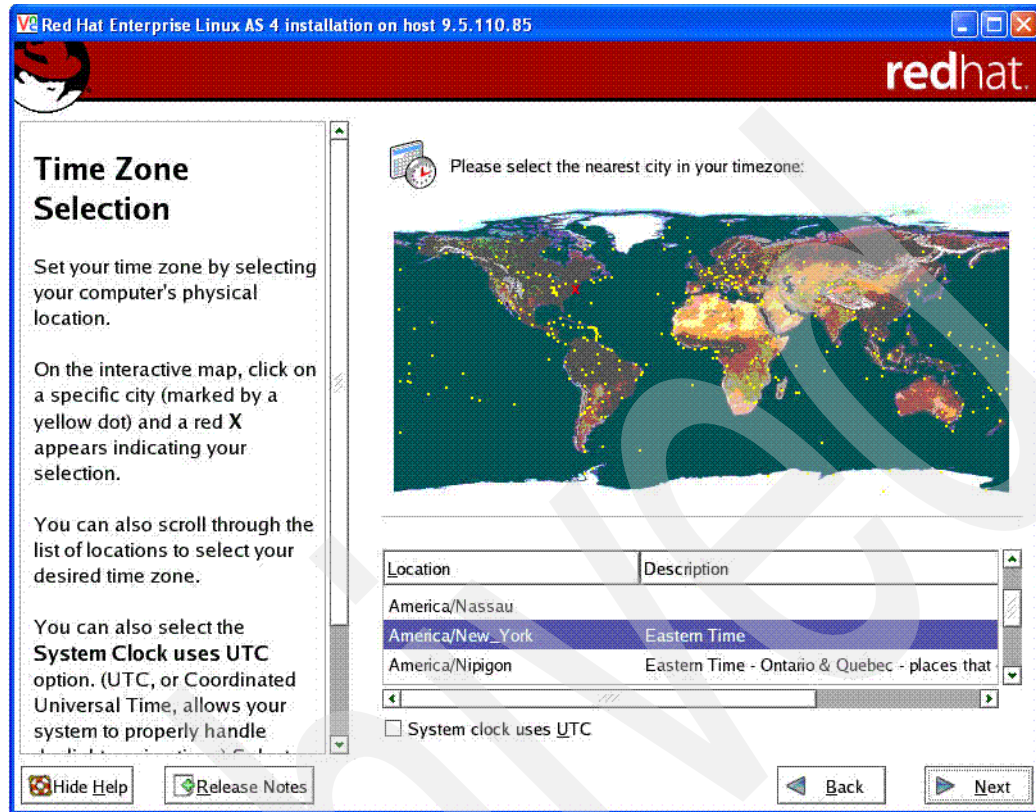 Red Hat Enterprise Linux AS 4 installation on host 9.5.110.85
redhat.
Time Zone
Selection
Set your time zone by selecting
your computer's physical
location.
On the interactive map, click on
a specific city (marked by a
yellow dot) and a red X
appears indicating your
selection.
You can also scroll through the
list of locations to select your
desired time zone.
You can also select the
System Clock uses UTC
option. (UTC, or Coordinated
Universal Time, allows your
system to properly handle
Please select the nearest city in your timezone:
Location Description
America/Nassau
America/New_York Eastern Time
America/Nipigon Eastern Time - Ontario & Quebec - places that
System clock uses UTC
Hide Help
Release Notes
Back
Next